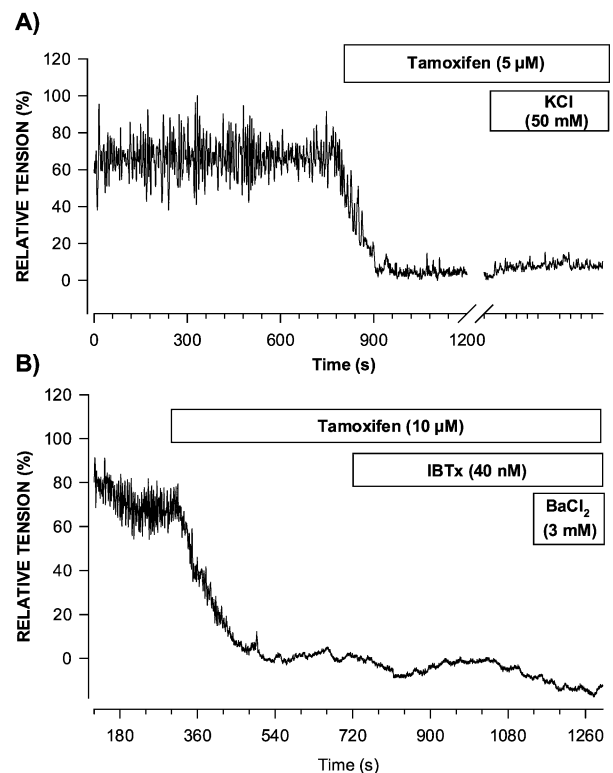 A)
RELATIVE TENSION (%)
120
100
80
60
40
20
0
Tamoxifen (5 µM)
KCl
(50 mM)
0 300 600 900 1200
Time (s)
B)
RELATIVE TENSION (%)
120
100
80
60
40
20
0
Tamoxifen (10 µM)
IBTx (40 nM)
BaCl₂
(3 mM)
180 360 540 720 900 1080 1260
Time (s)